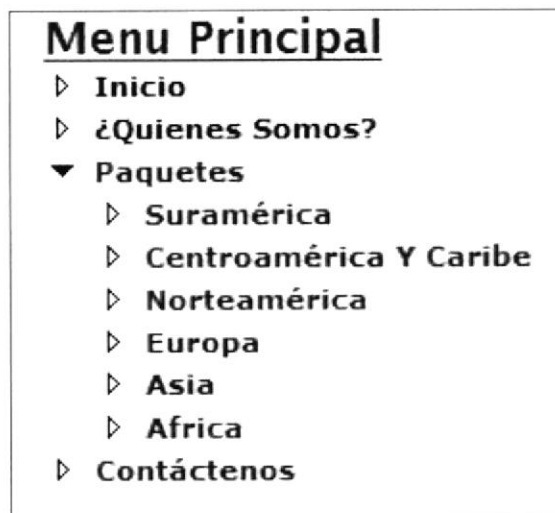 Menu Principal
Inicio
¿Quienes Somos?
Paquetes
Suramérica
Centroamérica Y Caribe
Norteamérica
Europa
Asia
Africa
Contáctenos